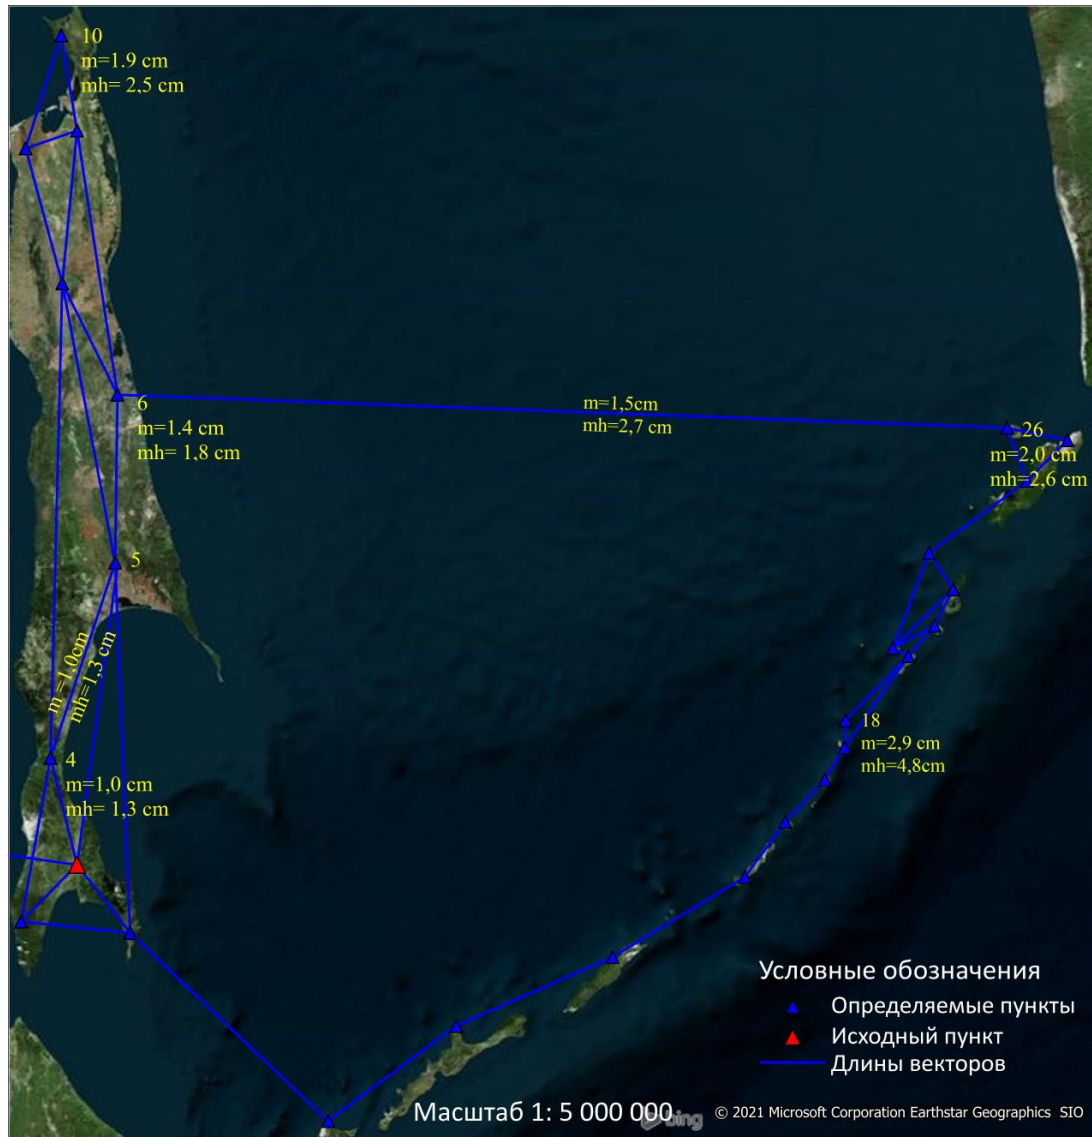 10
m=1.9 cm
mh= 2,5 cm
6
m=1.4 cm
mh= 1,8 cm
m=1,5cm
mh=2,7 cm
26
m=2,0 cm
mh=2,6 cm
5
m =1,0cm
mh=1,3 cm
18
m=2,9 cm
mh=4,8cm
4
m=1,0 cm
mh= 1,3 cm
Условные обозначения
Определяемые пункты
Исходный пункт
Длины векторов
Масштаб 1: 5 000 000
bing
© 2021 Microsoft Corporation Earthstar Geographics SIO